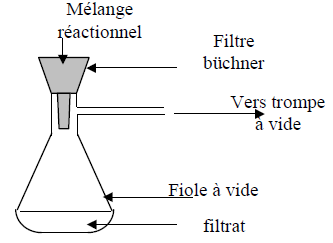 Mélange
réactionnel
Filtre
büchner
Vers trompe
à vide
Fiole à vide
filtrat